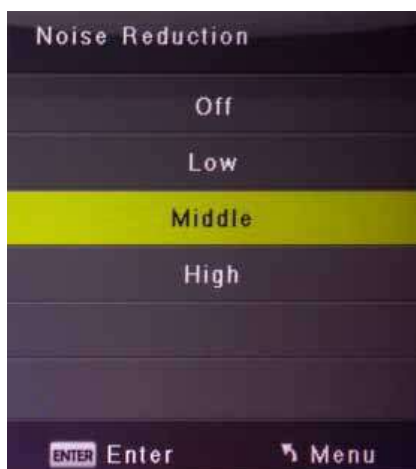 Noise Reduction
Off
Low
Middle
High
ENTER Enter Menu